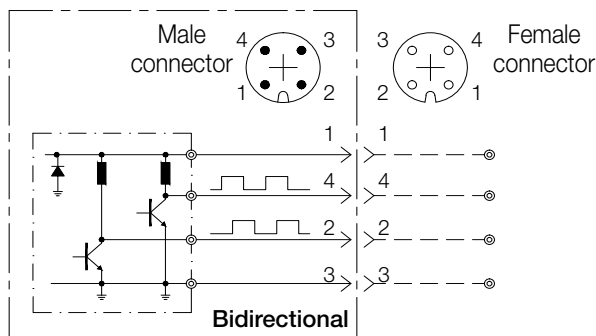 Male
connector
4 3
1 2
3 4
2 1
Female
connector
1 1
4 4
2 2
3 3
Bidirectional